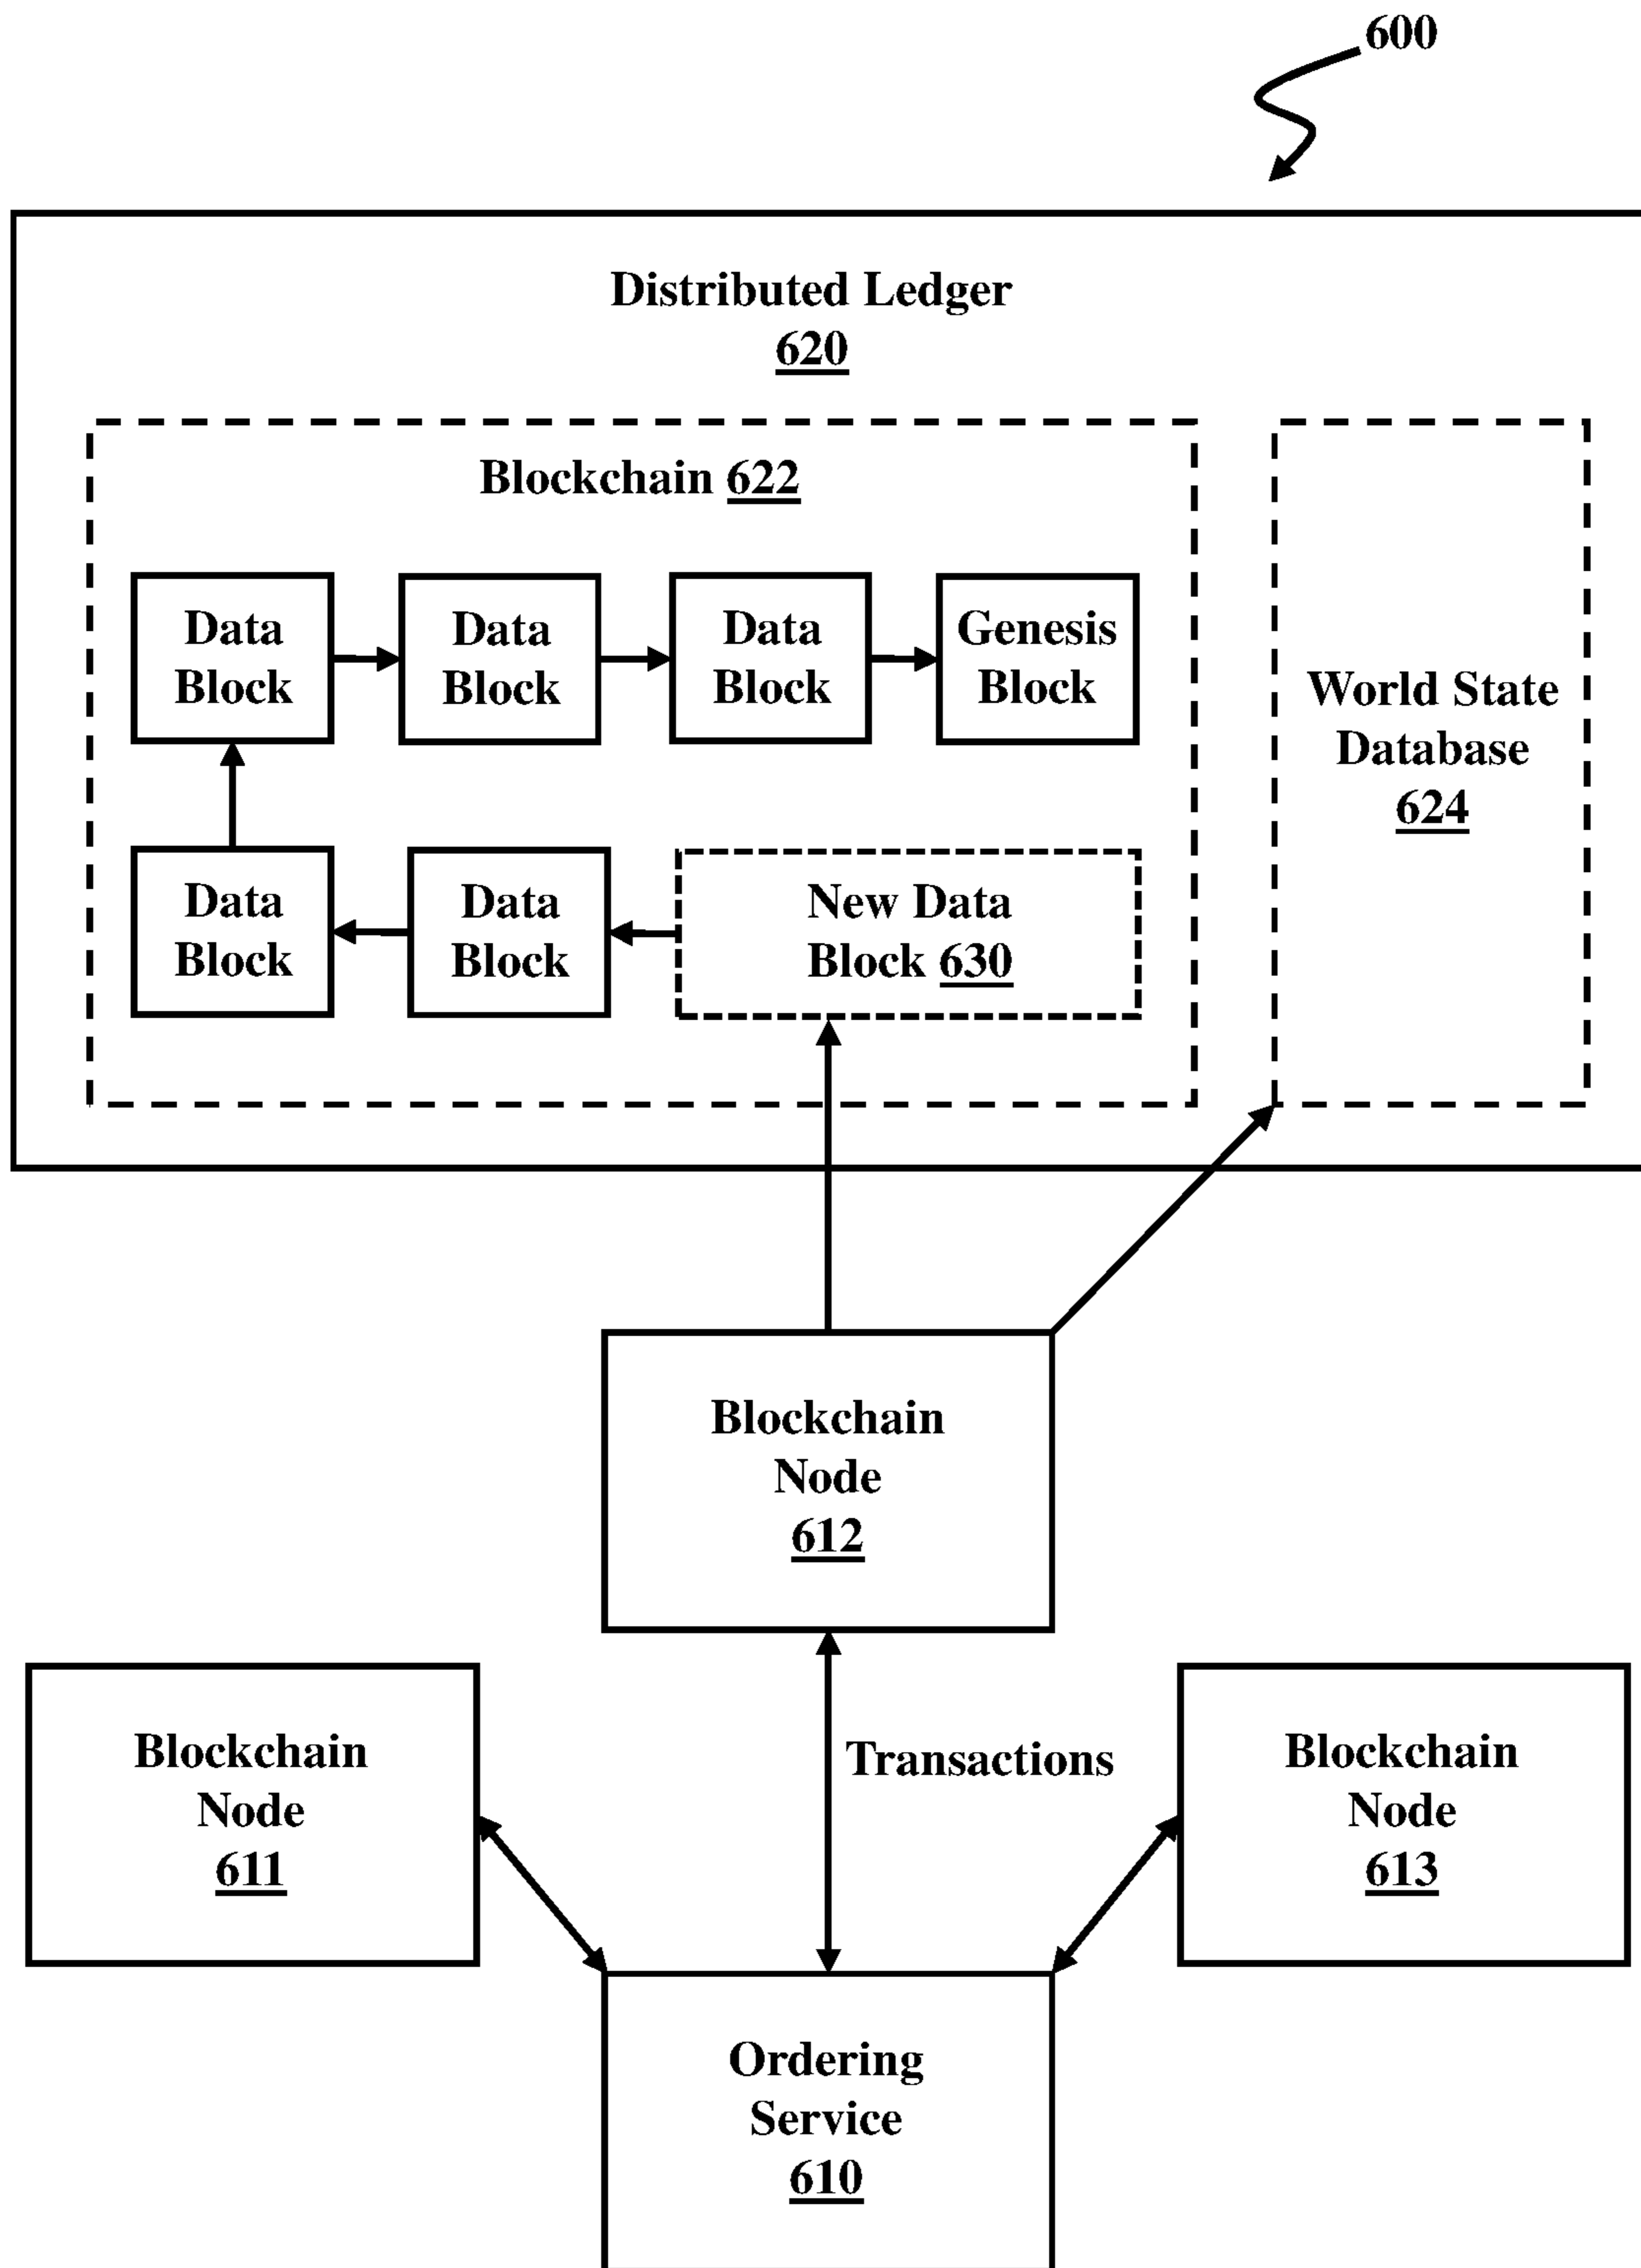 600
Distributed Ledger
620
Blockchain 622
Data
Block
Data
Block
Data
Block
Genesis
Block
Data
Block
Data
Block
New Data
Block 630
World State
Database
624
Blockchain
Node
612
Blockchain
Node
611
Transactions
Blockchain
Node
613
Ordering
Service
610